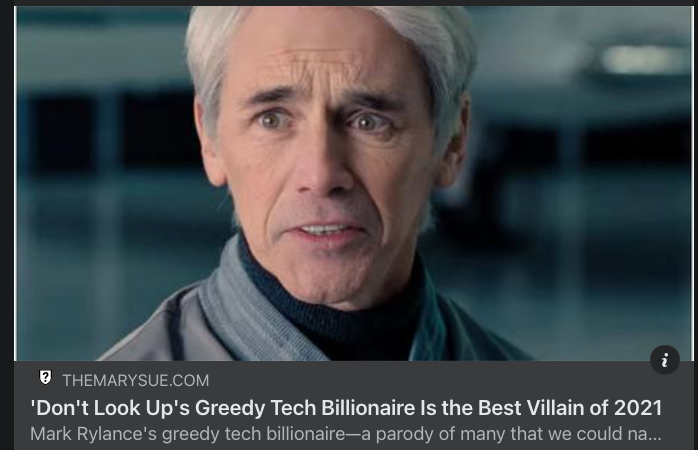 THEMARYSUE.COM
'Don't Look Up's Greedy Tech Billionaire Is the Best Villain of 2021
Mark Rylance's greedy tech billionaire—a parody of many that we could na...